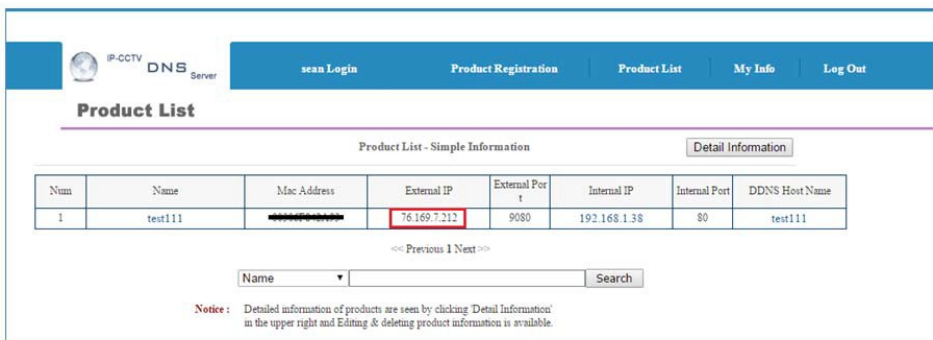 IP-CCTV DNS Server
sean Login Product Registration Product List My Info Log Out
Product List
Product List - Simple Information Detail Information
Num Name Mac Address External IP External Por
t Internal IP Internal Port DDNS Host Name
1 test111 76.169.7.212 9080 192.168.1.38 80 test111
<< Previous 1 Next >>
Name Search
Notice : Detailed information of products are seen by clicking 'Detail Information'
in the upper right and Editing & deleting product information is available.